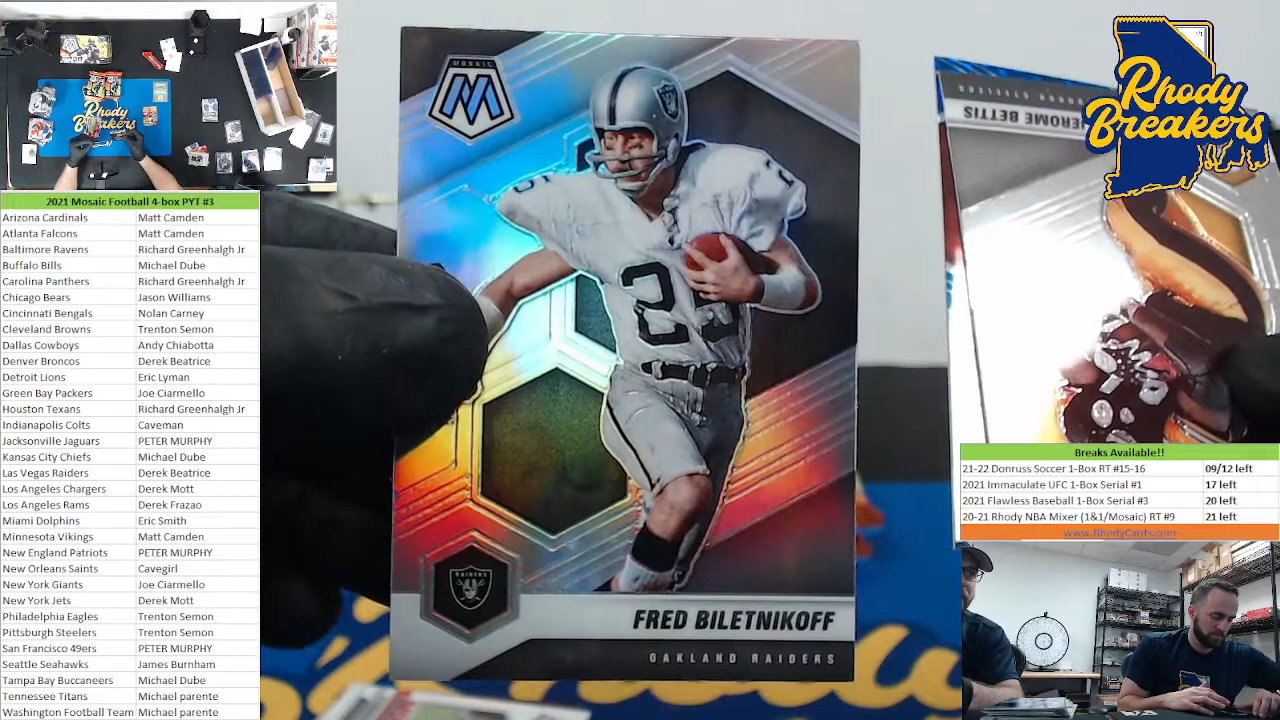 2021 Mosaic Football 4-box PYT #3
Arizona Cardinals Matt Camden
Atlanta Falcons Matt Camden
Baltimore Ravens Richard Greenhalgh Jr
Buffalo Bills Michael Dube
Carolina Panthers Richard Greenhalgh Jr
Chicago Bears Jason Williams
Cincinnati Bengals Nolan Carney
Cleveland Browns Trenton Semon
Dallas Cowboys Andy Chiabotta
Denver Broncos Derek Beatrice
Detroit Lions Eric Lyman
Green Bay Packers Joe Ciarmello
Houston Texans Richard Greenhalgh Jr
Indianapolis Colts Caveman
Jacksonville Jaguars PETER MURPHY
Kansas City Chiefs Michael Dube
Las Vegas Raiders Derek Beatrice
Los Angeles Chargers Derek Mott
Los Angeles Rams Derek Frazao
Miami Dolphins Eric Smith
Minnesota Vikings Matt Camden
New England Patriots PETER MURPHY
New Orleans Saints Cavegirl
New York Giants Joe Ciarmello
New York Jets Derek Mott
Philadelphia Eagles Trenton Semon
Pittsburgh Steelers Trenton Semon
San Francisco 49ers PETER MURPHY
Seattle Seahawks James Burnham
Tampa Bay Buccaneers Michael Dube
Tennessee Titans Michael parente
Washington Football Team Michael parente
Rhody
Breakers
MOSAIC
M
25
RAIDERS
FRED BILETNIKOFF
OAKLAND RAIDERS
JEROME BETTIS
STEELERS
Rhody
Breakers
Breaks Available!!
21-22 Donruss Soccer 1-Box RT #15-16 09/12 left
2021 Immaculate UFC 1-Box Serial #1 17 left
2021 Flawless Baseball 1-Box Serial #3 20 left
20-21 Rhody NBA Mixer (1&1/Mosaic) RT #9 21 left
www.RhodyCards.com